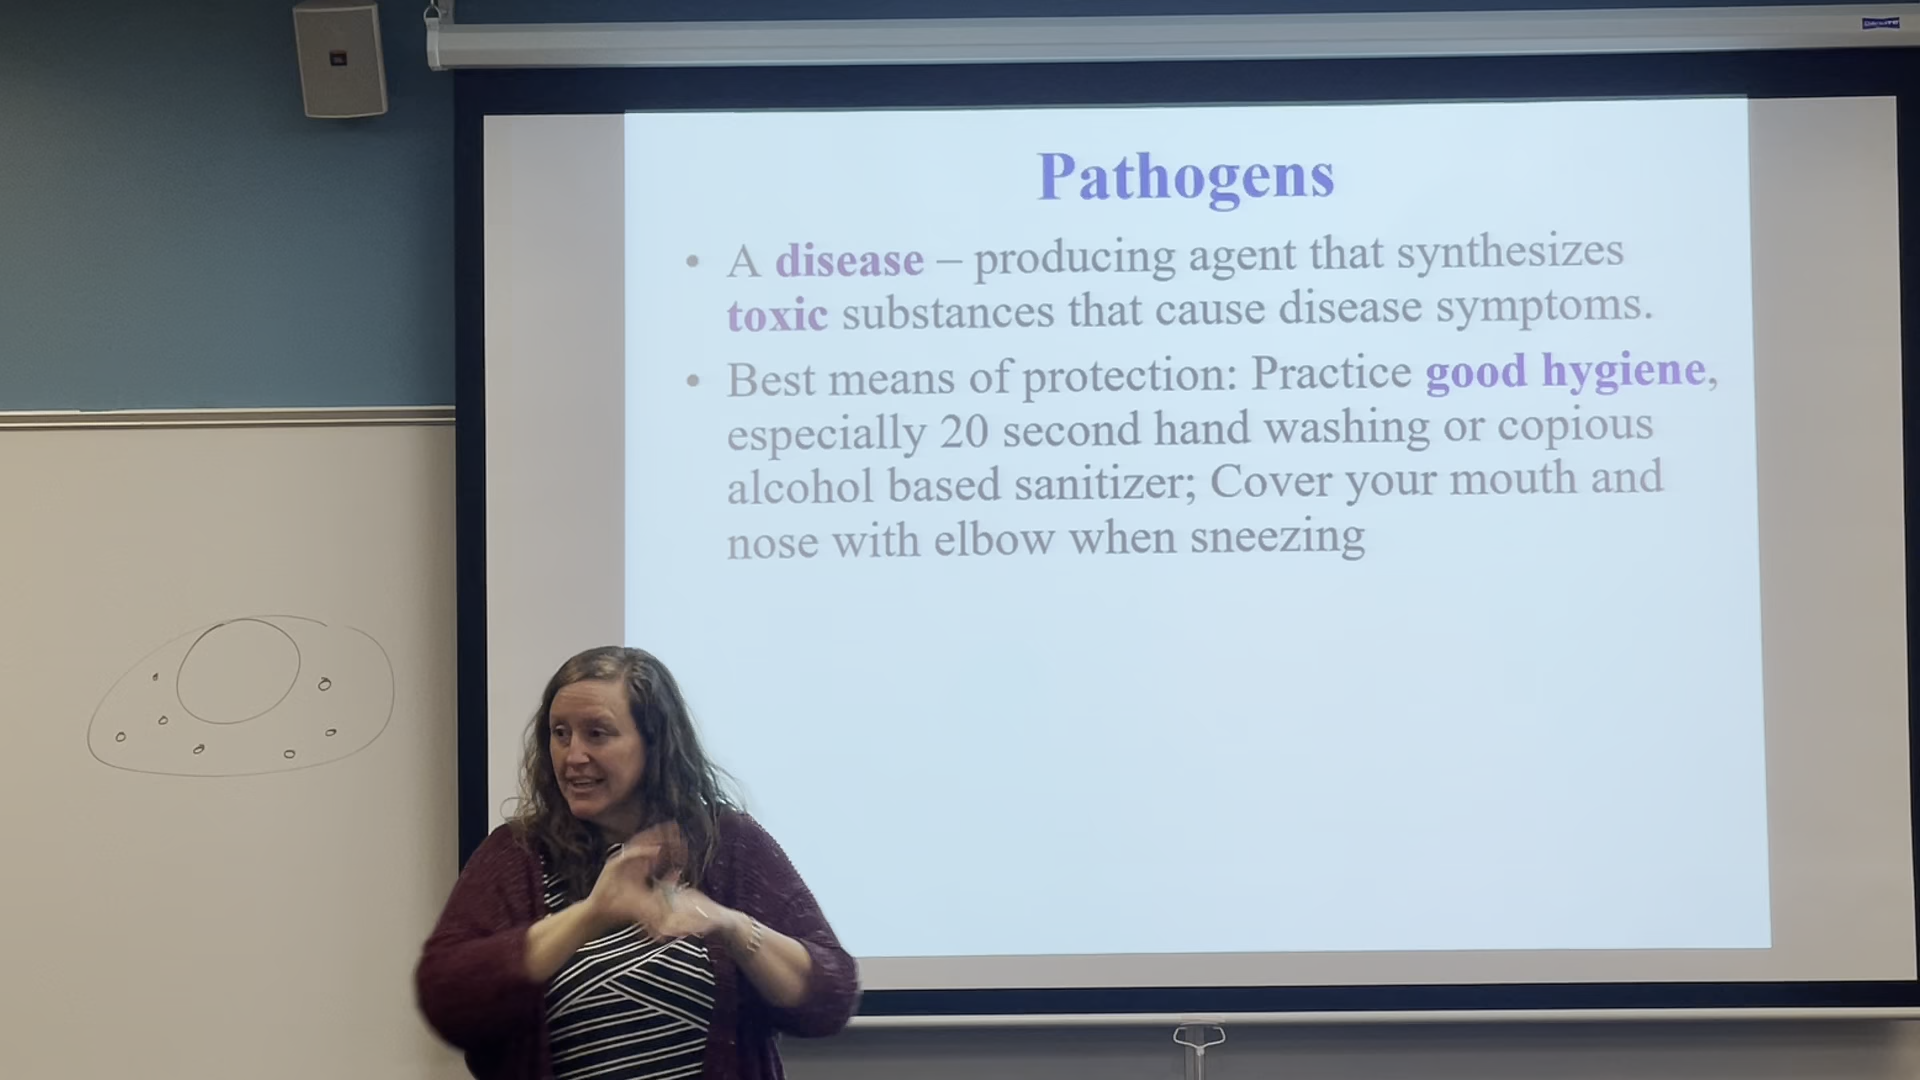 Pathogens
• A disease – producing agent that synthesizes
toxic substances that cause disease symptoms.
• Best means of protection: Practice good hygiene,
especially 20 second hand washing or copious
alcohol based sanitizer; Cover your mouth and
nose with elbow when sneezing